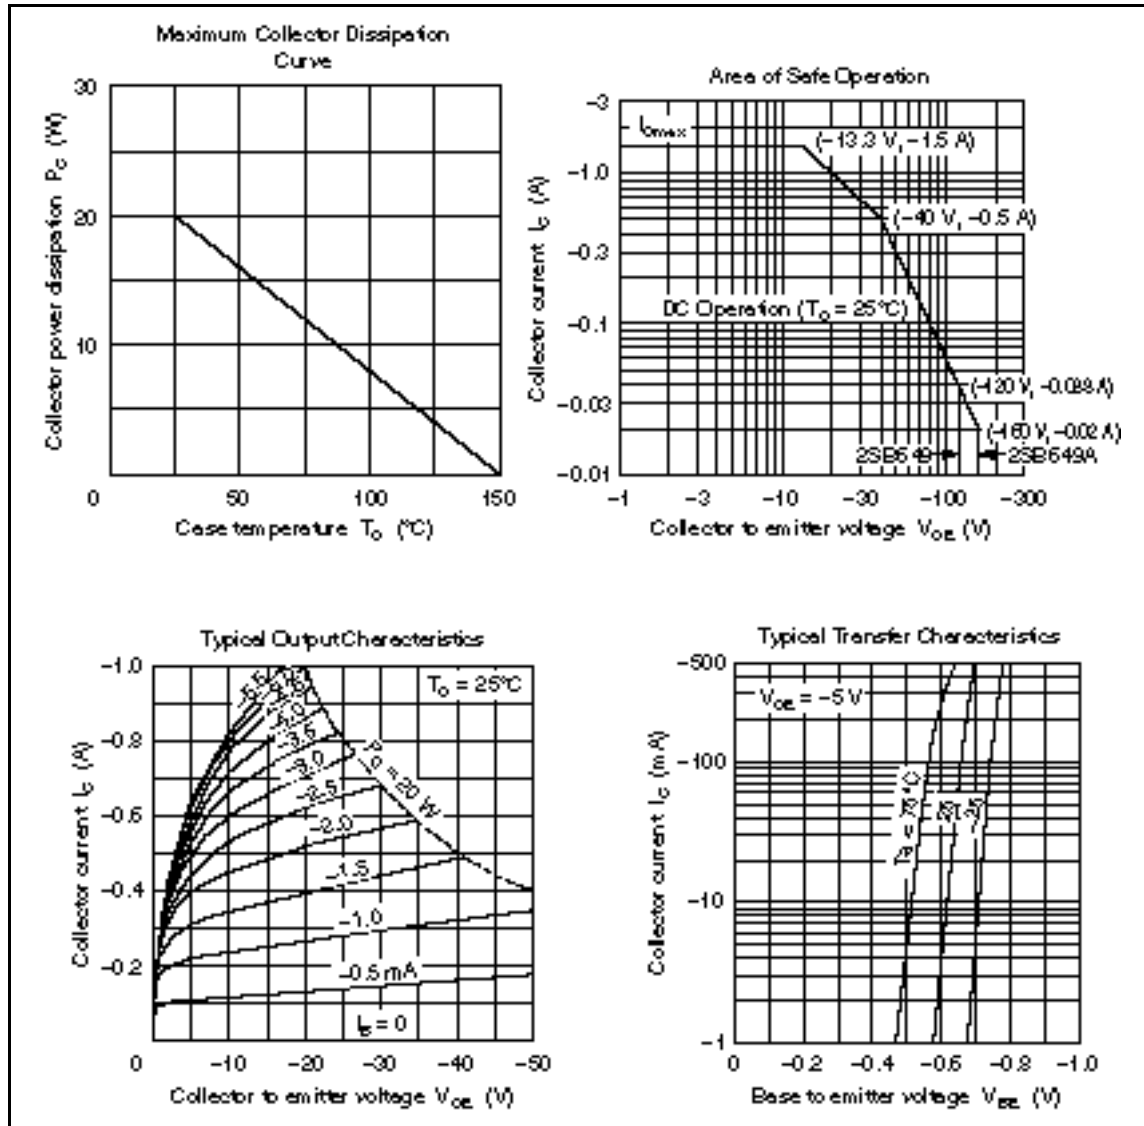 Maximum Collector Dissipation
Curve
Collector power dissipation P_C (W)
30
20
10
0
50
100
150
Case temperature T_C (°C)
Area of Safe Operation
Collector current I_C (A)
−3
−1.0
−0.3
−0.1
−0.03
−0.01
I_Cmax
(−13.3 V, −1.5 A)
(−40 V, −0.5 A)
DC Operation (T_C = 25°C)
(−120 V, −0.038 A)
(−160 V, −0.02 A)
2SB649
2SB649A
−1
−3
−10
−30
−100
−300
Collector to emitter voltage V_CE (V)
Typical Output Characteristics
Collector current I_C (A)
−1.0
−0.8
−0.6
−0.4
−0.2
0
T_C = 25°C
P_C = 20 W
−5.5
−4.0
−3.5
−3.0
−2.5
−2.0
−1.5
−1.0
−0.5 mA
I_B = 0
−10
−20
−30
−40
−50
Collector to emitter voltage V_CE (V)
Typical Transfer Characteristics
Collector current I_C (mA)
−500
−100
−10
−1
V_CE = −5 V
75°C
25
−25
0
−0.2
−0.4
−0.6
−0.8
−1.0
Base to emitter voltage V_BE (V)